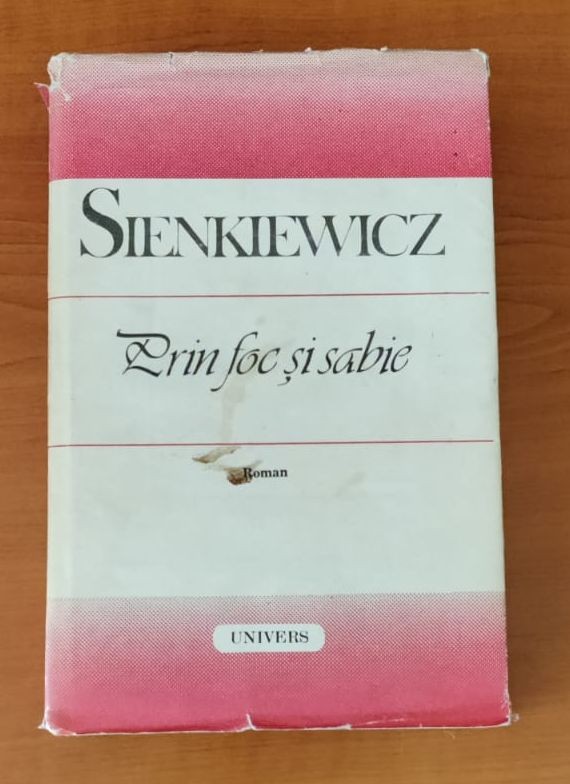 SIENKIEWICZ
Prin foc și sabie
Roman
UNIVERS